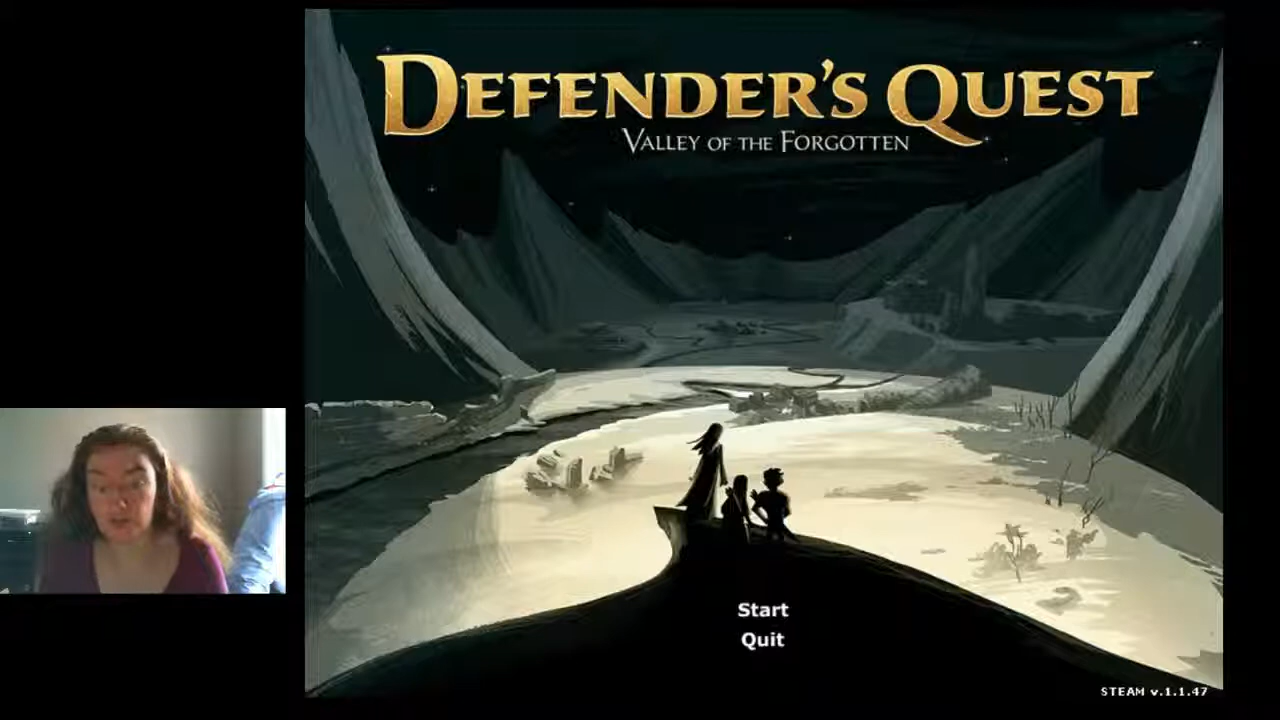 DEFENDER'S QUEST
VALLEY OF THE FORGOTTEN
Start
Quit
STEAM v.1.1.47